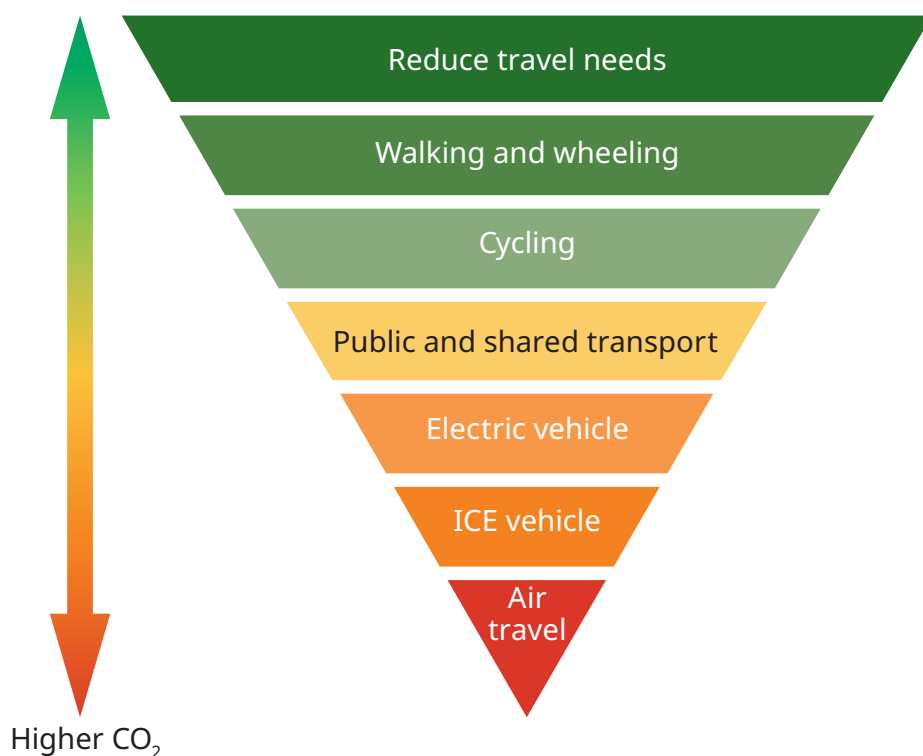 Reduce travel needs
Walking and wheeling
Cycling
Public and shared transport
Electric vehicle
ICE vehicle
Air
travel
Higher CO₂